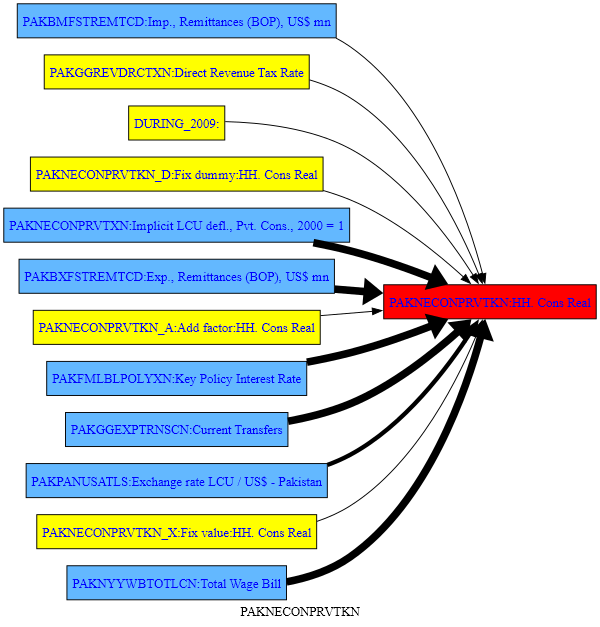 PAKBMFSTREMTCD:Imp., Remittances (BOP), US$ mn
PAKGGREVDRCTXN:Direct Revenue Tax Rate
DURING_2009:
PAKNECONPRVTKN_D:Fix dummy:HH. Cons Real
PAKNECONPRVTXN:Implicit LCU defl., Pvt. Cons., 2000 = 1
PAKBXFSTREMTCD:Exp., Remittances (BOP), US$ mn
PAKNECONPRVTKN:HH. Cons Real
PAKNECONPRVTKN_A:Add factor:HH. Cons Real
PAKFMLBLPOLYXN:Key Policy Interest Rate
PAKGGEXPTRNSCN:Current Transfers
PAKPANUSATLS:Exchange rate LCU / US$ - Pakistan
PAKNECONPRVTKN_X:Fix value:HH. Cons Real
PAKNYYWBTOTLCN:Total Wage Bill
PAKNECONPRVTKN